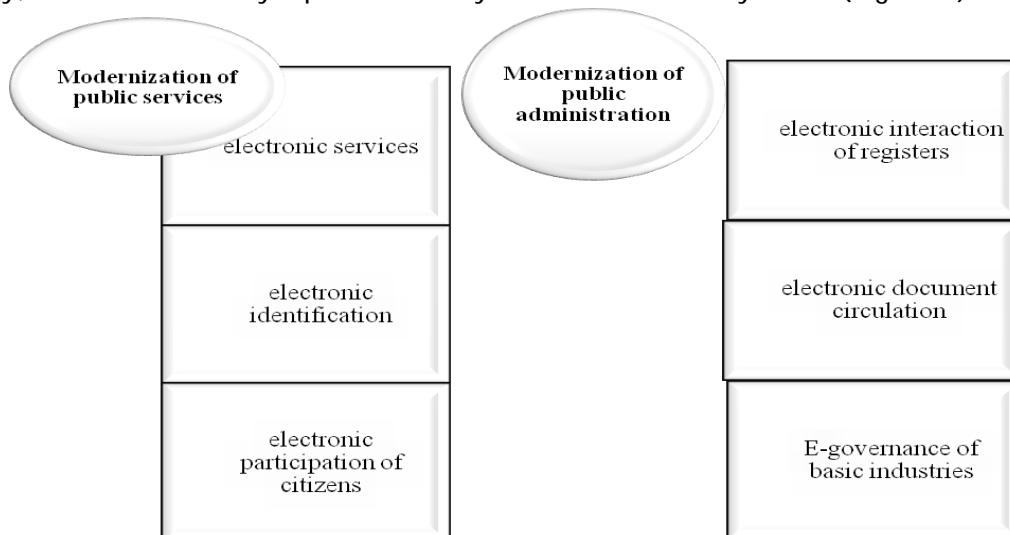 Modernization of
public services
electronic services
electronic
identification
electronic
participation of
citizens
Modernization of
public
administration
electronic interaction
of registers
electronic document
circulation
E-governance of
basic industries